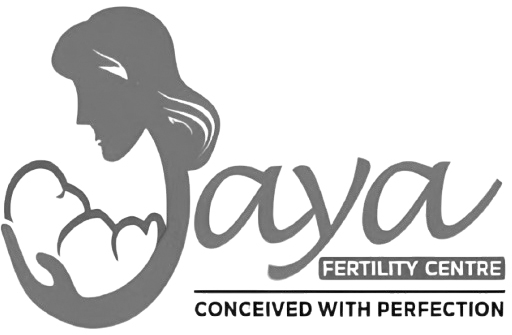 Jaya
FERTILITY CENTRE
CONCEIVED WITH PERFECTION